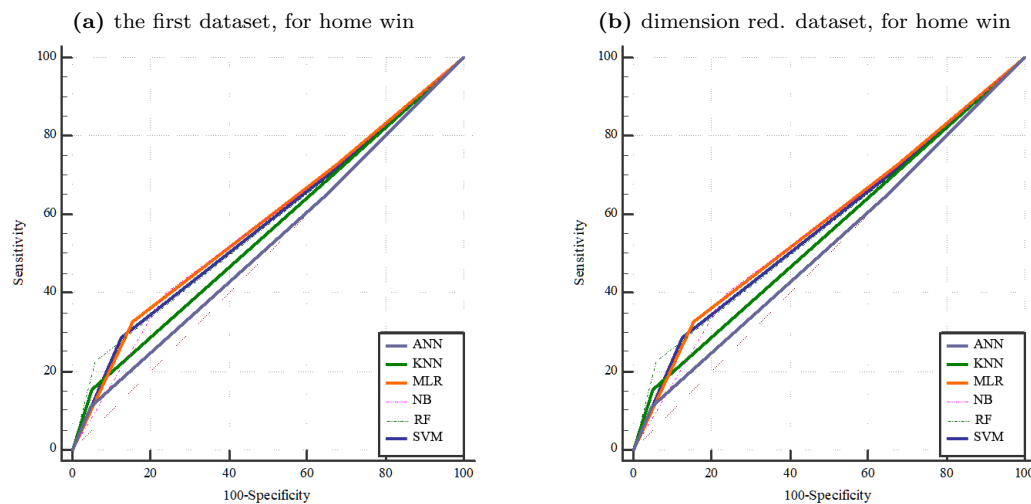 (a) the first dataset, for home win
100
80
60
40
20
0
Sensitivity
0 20 40 60 80 100
100-Specificity
ANN
KNN
MLR
NB
RF
SVM
(b) dimension red. dataset, for home win
100
80
60
40
20
0
Sensitivity
0 20 40 60 80 100
100-Specificity
ANN
KNN
MLR
NB
RF
SVM